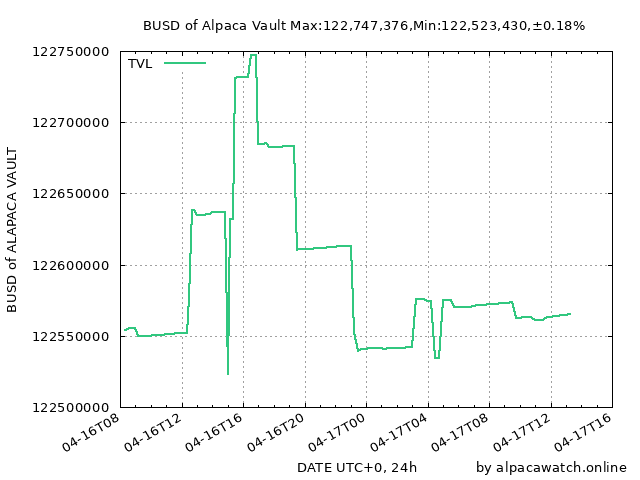 BUSD of Alpaca Vault Max:122,747,376,Min:122,523,430,±0.18%
TVL
122750000
122700000
122650000
122600000
122550000
122500000
BUSD of ALAPACA VAULT
04-16T08
04-16T12
04-16T16
04-16T20
04-17T00
04-17T04
04-17T08
04-17T12
04-17T16
DATE UTC+0, 24h
by alpacawatch.online